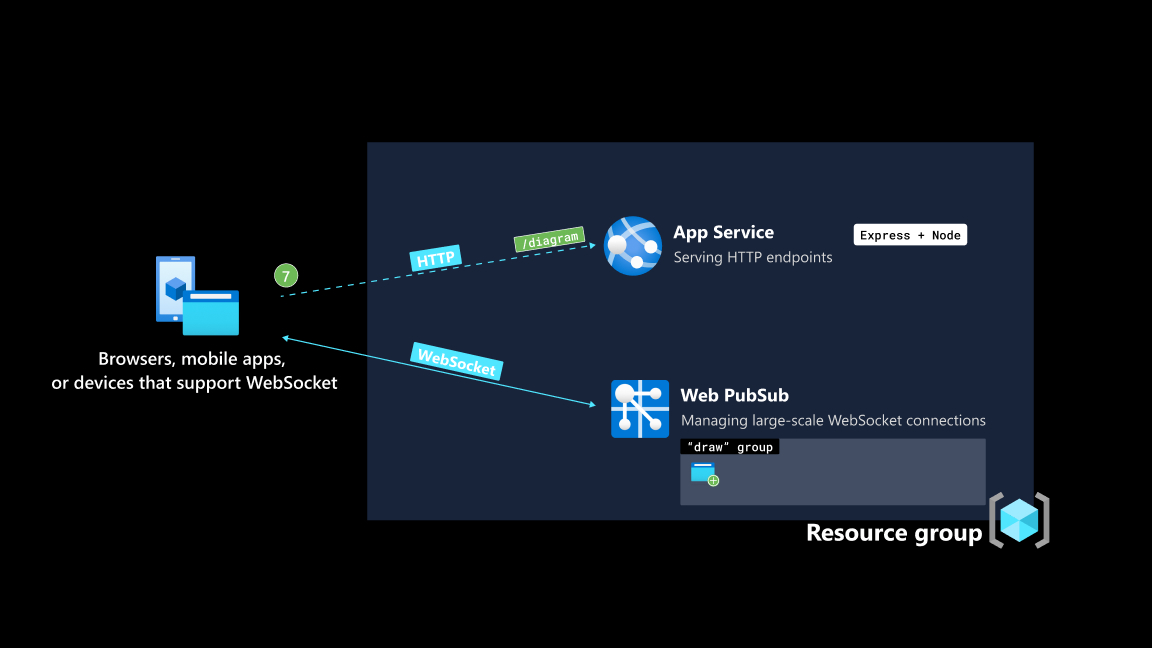 App Service
Express + Node
Serving HTTP endpoints
/diagram
HTTP
7
Browsers, mobile apps,
or devices that support WebSocket
WebSocket
Web PubSub
Managing large-scale WebSocket connections
“draw” group
Resource group